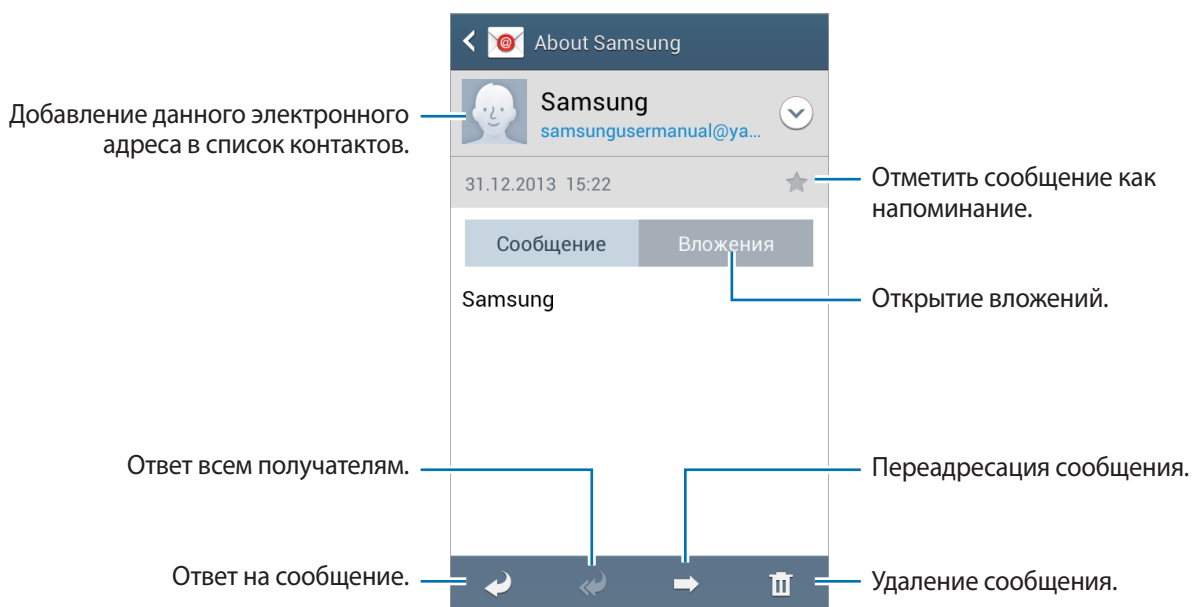 About Samsung
Добавление данного электронного
адреса в список контактов.
Samsung
samsungusermanual@ya...
31.12.2013 15:22
Отметить сообщение как
напоминание.
Сообщение
Вложения
Открытие вложений.
Samsung
Ответ всем получателям.
Переадресация сообщения.
Ответ на сообщение.
Удаление сообщения.